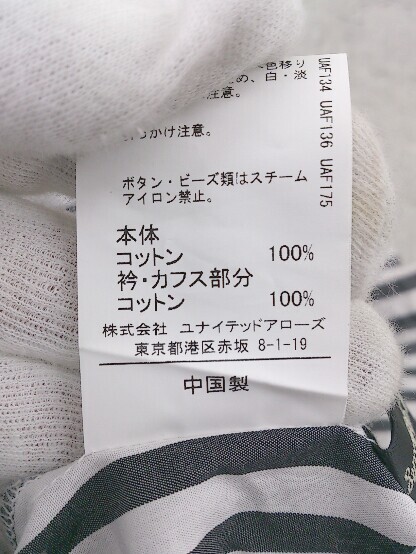 色移り
め、白・淡
注意。
かけ注意。
ボタン・ビーズ類はスチーム
アイロン禁止。
本体
コットン 100%
衿・カフス部分
コットン 100%
株式会社 ユナイテッドアローズ
東京都港区赤坂 8-1-19
中国製
UAF134 UAF136 UAF175